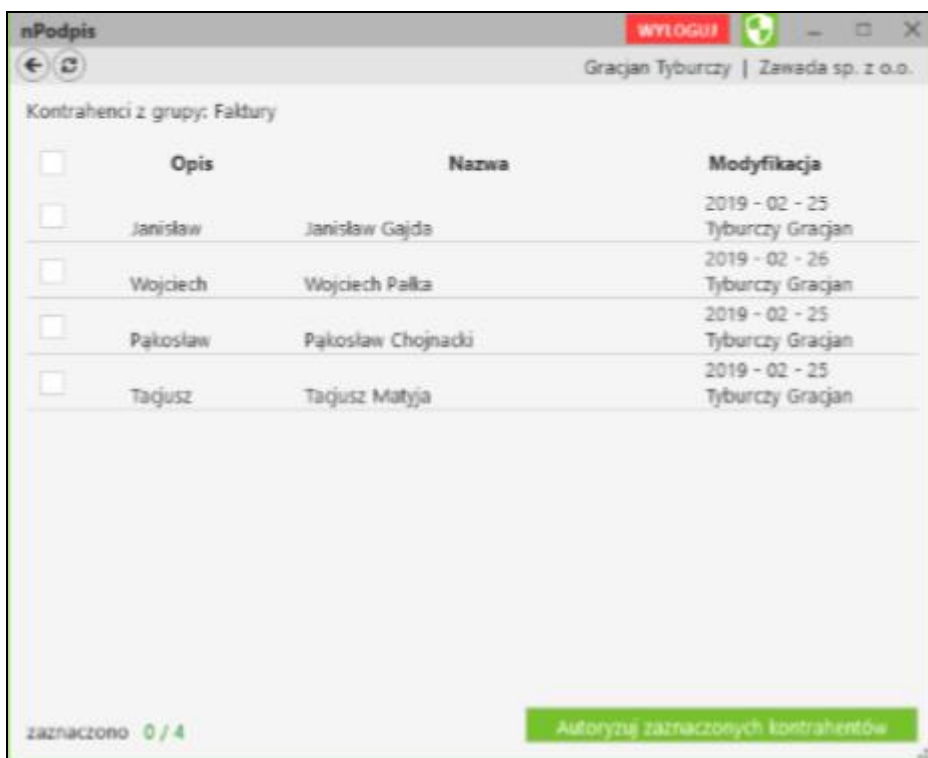 nPodpis WYLOGUJ
Gracjan Tyburczy | Zawada sp. z o.o.
Kontrahenci z grupy: Faktury
Opis Nazwa Modyfikacja
2019 - 02 - 25
Janisław Janisław Gajda Tyburczy Gracjan
2019 - 02 - 26
Wojciech Wojciech Pałka Tyburczy Gracjan
2019 - 02 - 25
Pąkosław Pąkosław Chojnacki Tyburczy Gracjan
2019 - 02 - 25
Tacjusz Tacjusz Matyja Tyburczy Gracjan
zaznaczono 0 / 4 Autoryzuj zaznaczonych kontrahentów